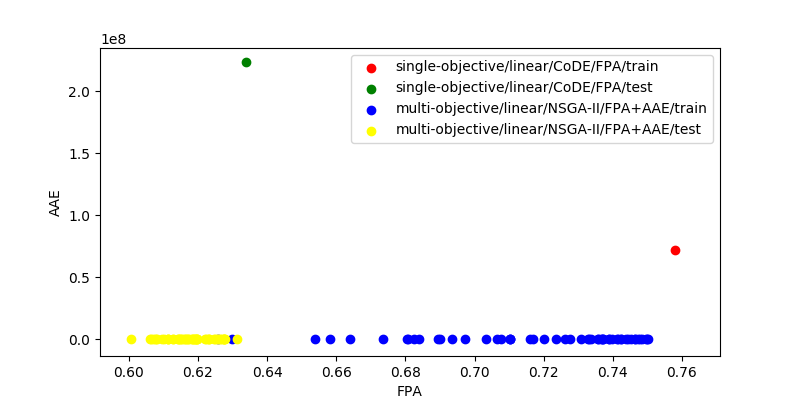 1e8
single-objective/linear/CoDE/FPA/train
single-objective/linear/CoDE/FPA/test
multi-objective/linear/NSGA-II/FPA+AAE/train
multi-objective/linear/NSGA-II/FPA+AAE/test
2.0
1.5
1.0
0.5
0.0
AAE
0.60 0.62 0.64 0.66 0.68 0.70 0.72 0.74 0.76
FPA